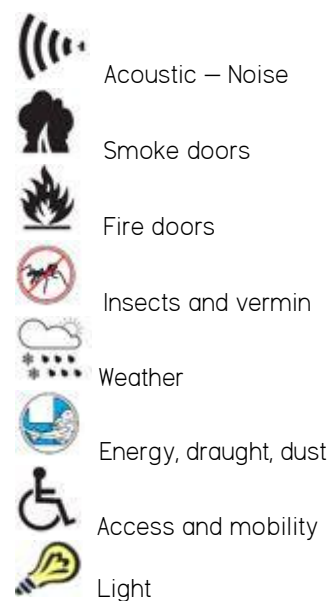 Acoustic – Noise
Smoke doors
Fire doors
Insects and vermin
Weather
Energy, draught, dust
Access and mobility
Light